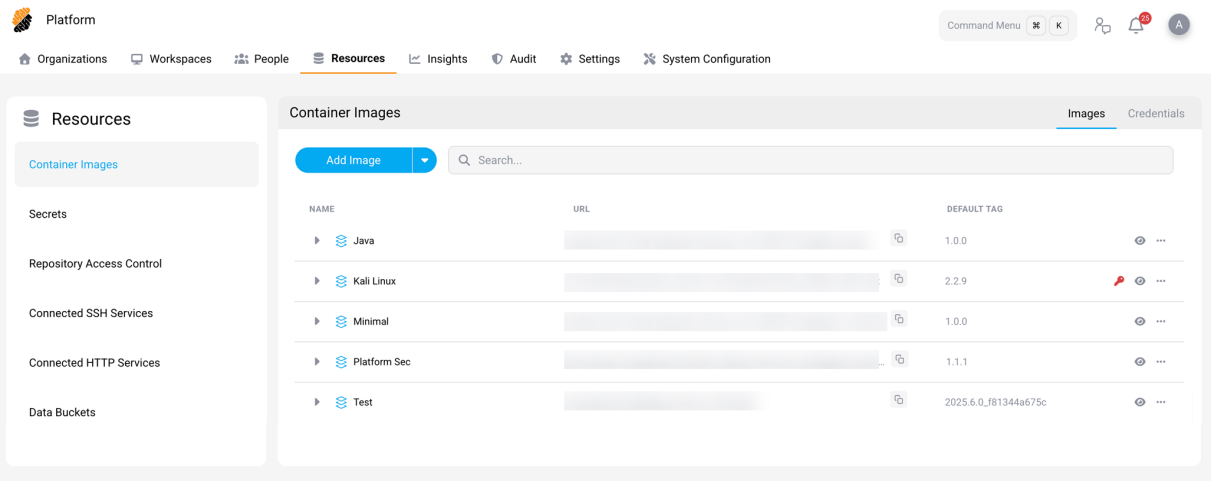 Platform
Command Menu ⌘ K
25
A
Organizations Workspaces People Resources Insights Audit Settings System Configuration
Resources
Container Images
Secrets
Repository Access Control
Connected SSH Services
Connected HTTP Services
Data Buckets
Container Images
Images Credentials
Add Image
Search...
NAME URL DEFAULT TAG
Java 1.0.0
Kali Linux 2.2.9
Minimal 1.0.0
Platform Sec ... 1.1.1
Test 2025.6.0_f81344a675c